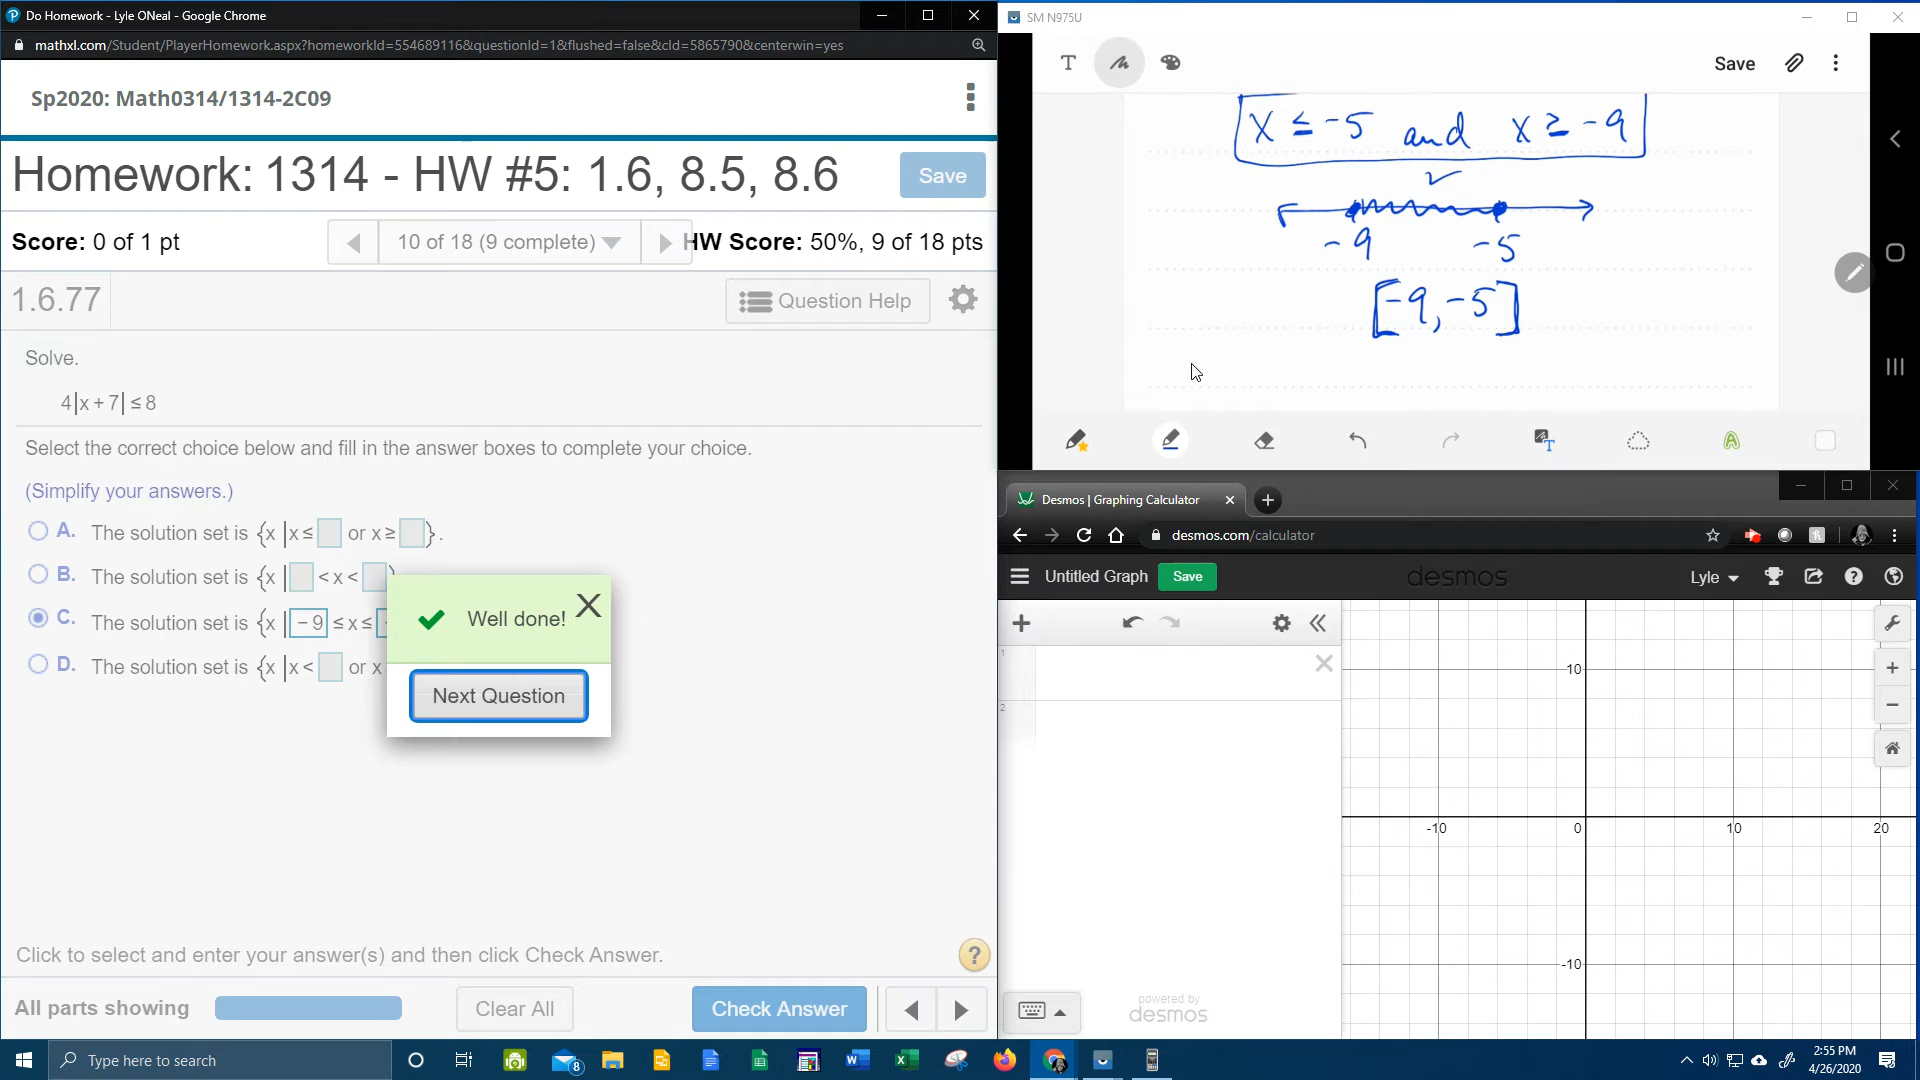 Do Homework - Lyle ONeal - Google Chrome
mathxl.com/Student/PlayerHomework.aspx?homeworkId=554689116&questionId=1&flushed=false&cId=5865790&centerwin=yes
Sp2020: Math0314/1314-2C09
Homework: 1314 - HW #5: 1.6, 8.5, 8.6
Save
Score: 0 of 1 pt
10 of 18 (9 complete)
HW Score: 50%, 9 of 18 pts
1.6.77
Question Help
Solve.
4|x + 7| ≤ 8
Select the correct choice below and fill in the answer boxes to complete your choice.
(Simplify your answers.)
A. The solution set is {x | x ≤ or x ≥ }.
B. The solution set is {x | < x <
C. The solution set is {x | − 9 ≤ x ≤
D. The solution set is {x | x < or x
Well done!
Next Question
Click to select and enter your answer(s) and then click Check Answer.
?
All parts showing
Clear All
Check Answer
SM N975U
T
Save
x ≤ -5 and x ≥ -9
-9 -5
[-9, -5]
Desmos | Graphing Calculator
desmos.com/calculator
Untitled Graph
Save
desmos
Lyle
1
2
10
-10
0
10
20
-10
powered by
desmos
Type here to search
8
2:55 PM
4/26/2020